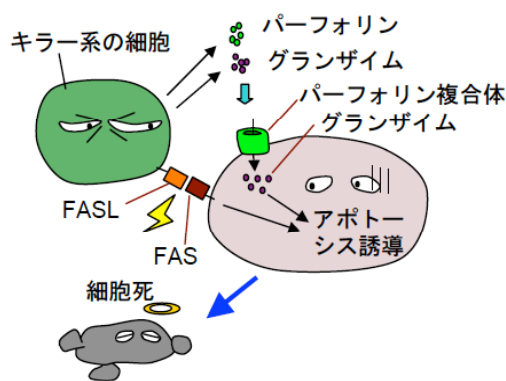 パーフォリン
キラー系の細胞
グランザイム
パーフォリン複合体
グランザイム
FASL
FAS
アポトー
シス誘導
細胞死